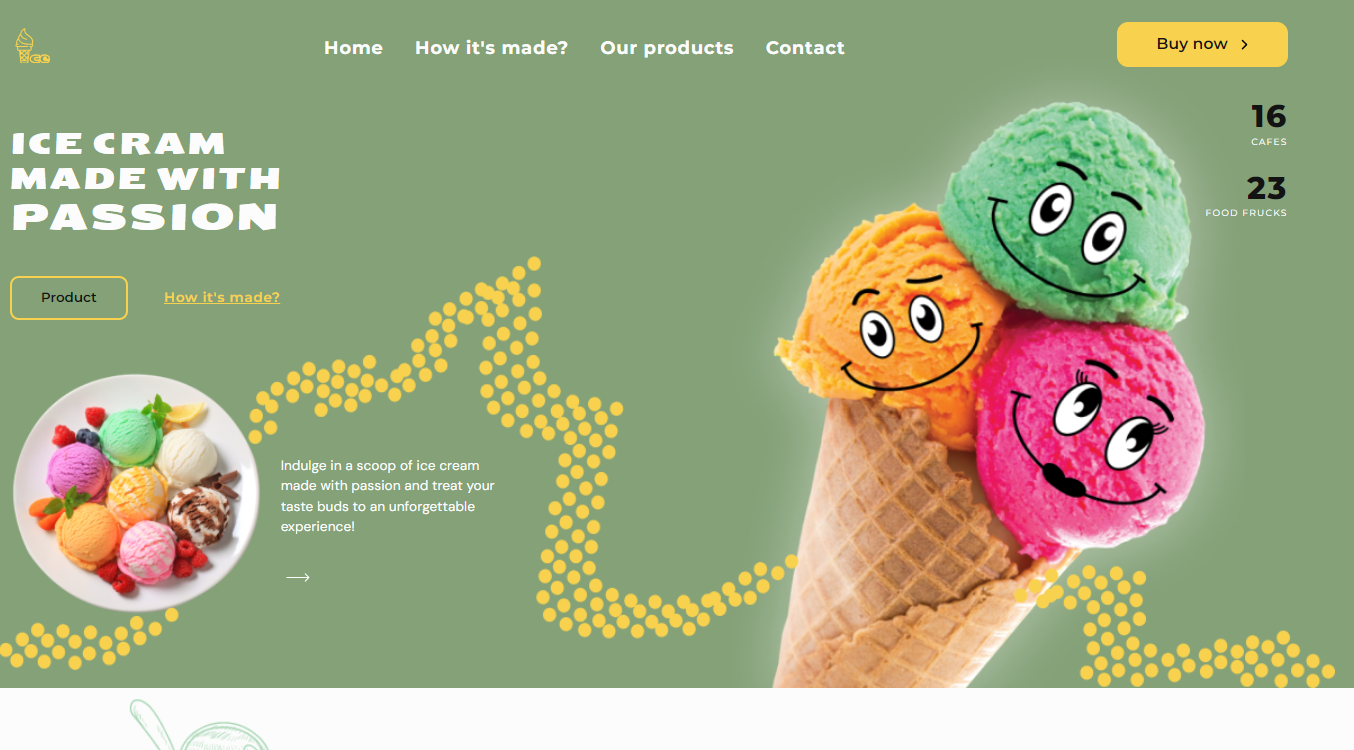 Home How it's made? Our products Contact Buy now
16
CAFES
23
FOOD FRUCKS
ICE CRAM
MADE WITH
PASSION
Product How it's made?
Indulge in a scoop of ice cream
made with passion and treat your
taste buds to an unforgettable
experience!